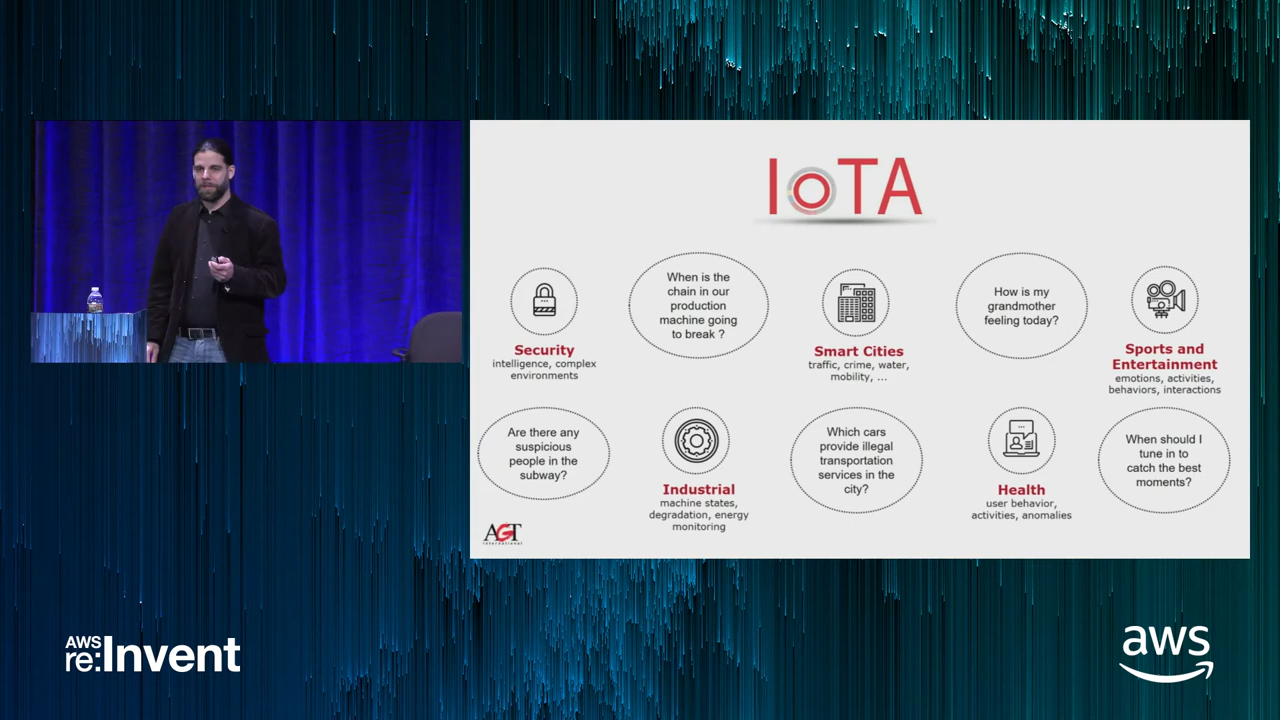 IoTA
Security
intelligence, complex
environments
When is the
chain in our
production
machine going
to break ?
Smart Cities
traffic, crime, water,
mobility, ...
How is my
grandmother
feeling today?
Sports and
Entertainment
emotions, activities,
behaviors, interactions
Are there any
suspicious
people in the
subway?
Industrial
machine states,
degradation, energy
monitoring
Which cars
provide illegal
transportation
services in the
city?
Health
user behavior,
activities, anomalies
When should I
tune in to
catch the best
moments?
AGT
international
AWS
re:Invent
aws